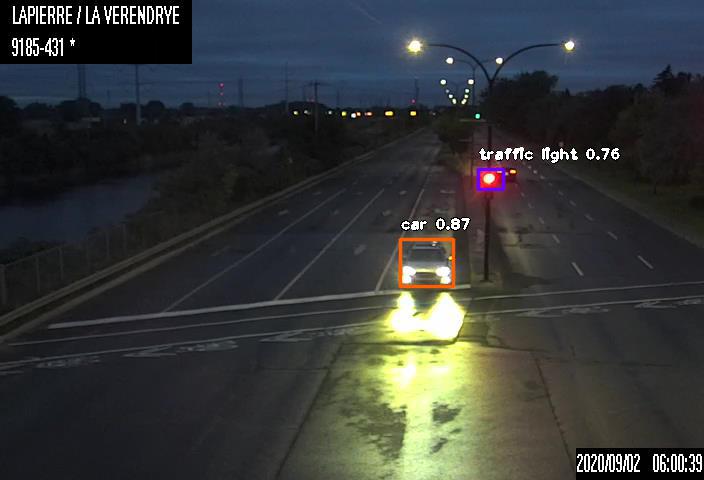 LAPIERRE / LA VERENDRYE
9185-431 *
traffic light 0.76
car 0.87
2020/09/02 06:00:39